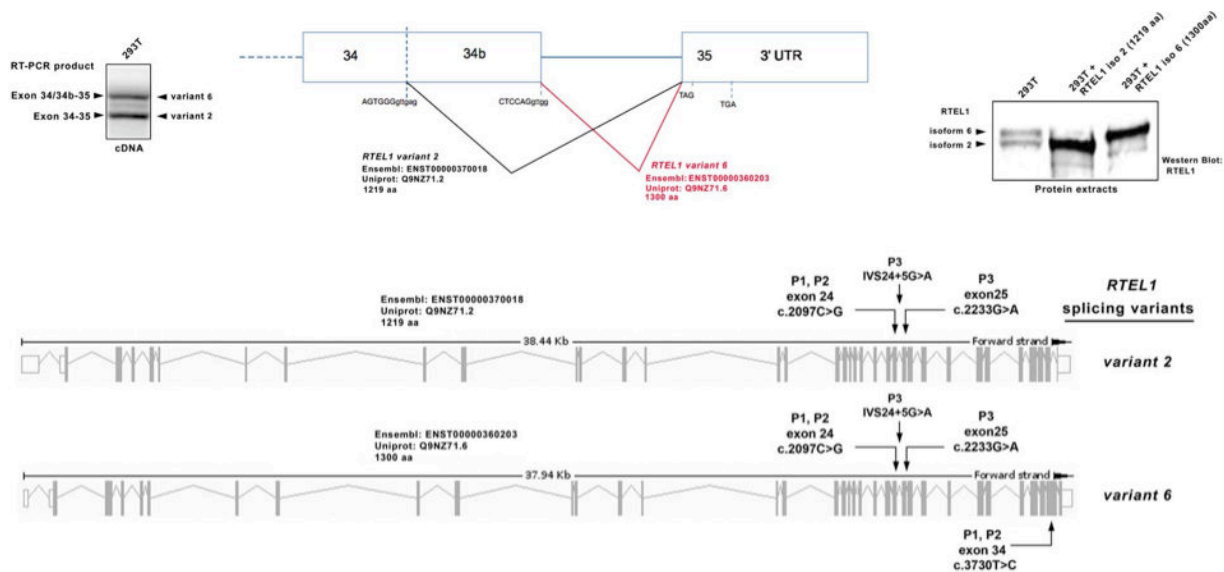 293T
RT-PCR product
Exon 34/34b-35
variant 6
Exon 34-35
variant 2
cDNA
34
34b
35
3' UTR
AGTGGGgttgag
CTCCAGgttgg
TAG
TGA
RTEL1 variant 2
Ensembl: ENST00000370018
Uniprot: Q9NZ71.2
1219 aa
RTEL1 variant 6
Ensembl: ENST00000360203
Uniprot: Q9NZ71.6
1300 aa
293T
293T +
RTEL1 iso 2 (1219 aa)
293T +
RTEL1 iso 6 (1300aa)
RTEL1
isoform 6
isoform 2
Western Blot:
RTEL1
Protein extracts
Ensembl: ENST00000370018
Uniprot: Q9NZ71.2
1219 aa
P1, P2
exon 24
c.2097C>G
P3
IVS24+5G>A
P3
exon25
c.2233G>A
RTEL1
splicing variants
38.44 Kb
Forward strand
variant 2
Ensembl: ENST00000360203
Uniprot: Q9NZ71.6
1300 aa
P1, P2
exon 24
c.2097C>G
P3
IVS24+5G>A
P3
exon25
c.2233G>A
37.94 Kb
Forward strand
variant 6
P1, P2
exon 34
c.3730T>C